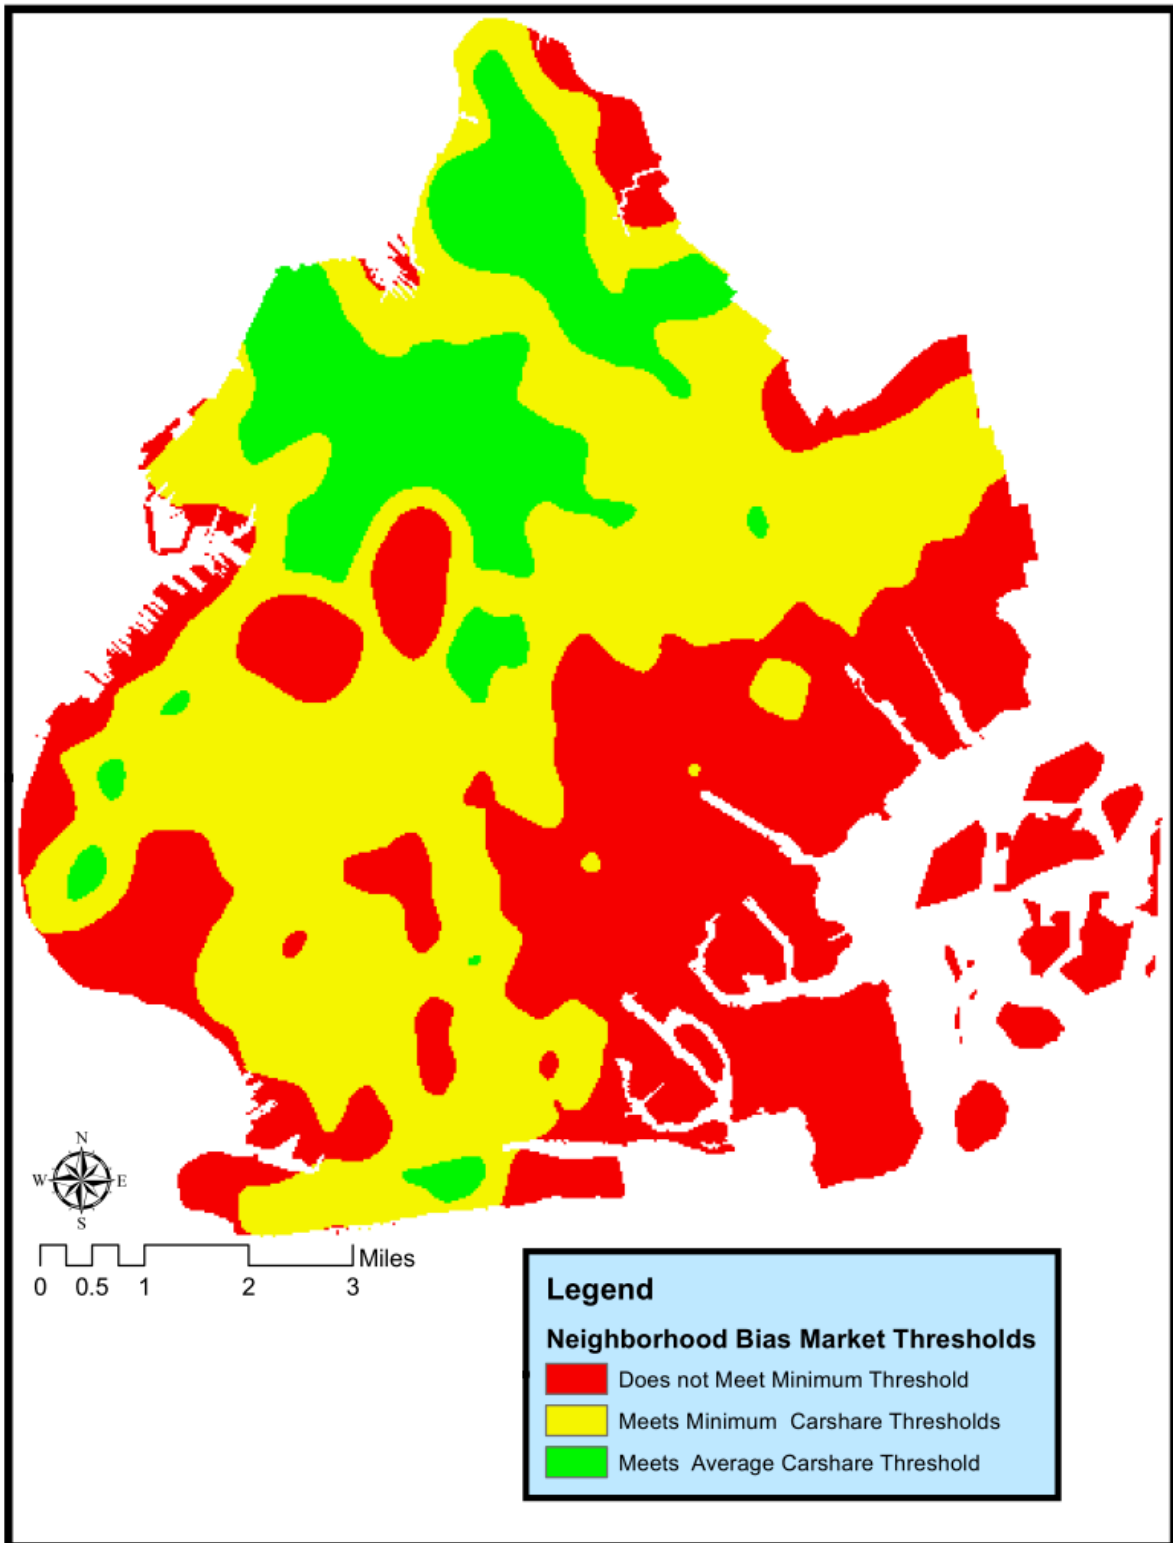 N
W E
S
Miles
0 0.5 1 2 3
Legend
Neighborhood Bias Market Thresholds
Does not Meet Minimum Threshold
Meets Minimum Carshare Thresholds
Meets Average Carshare Threshold